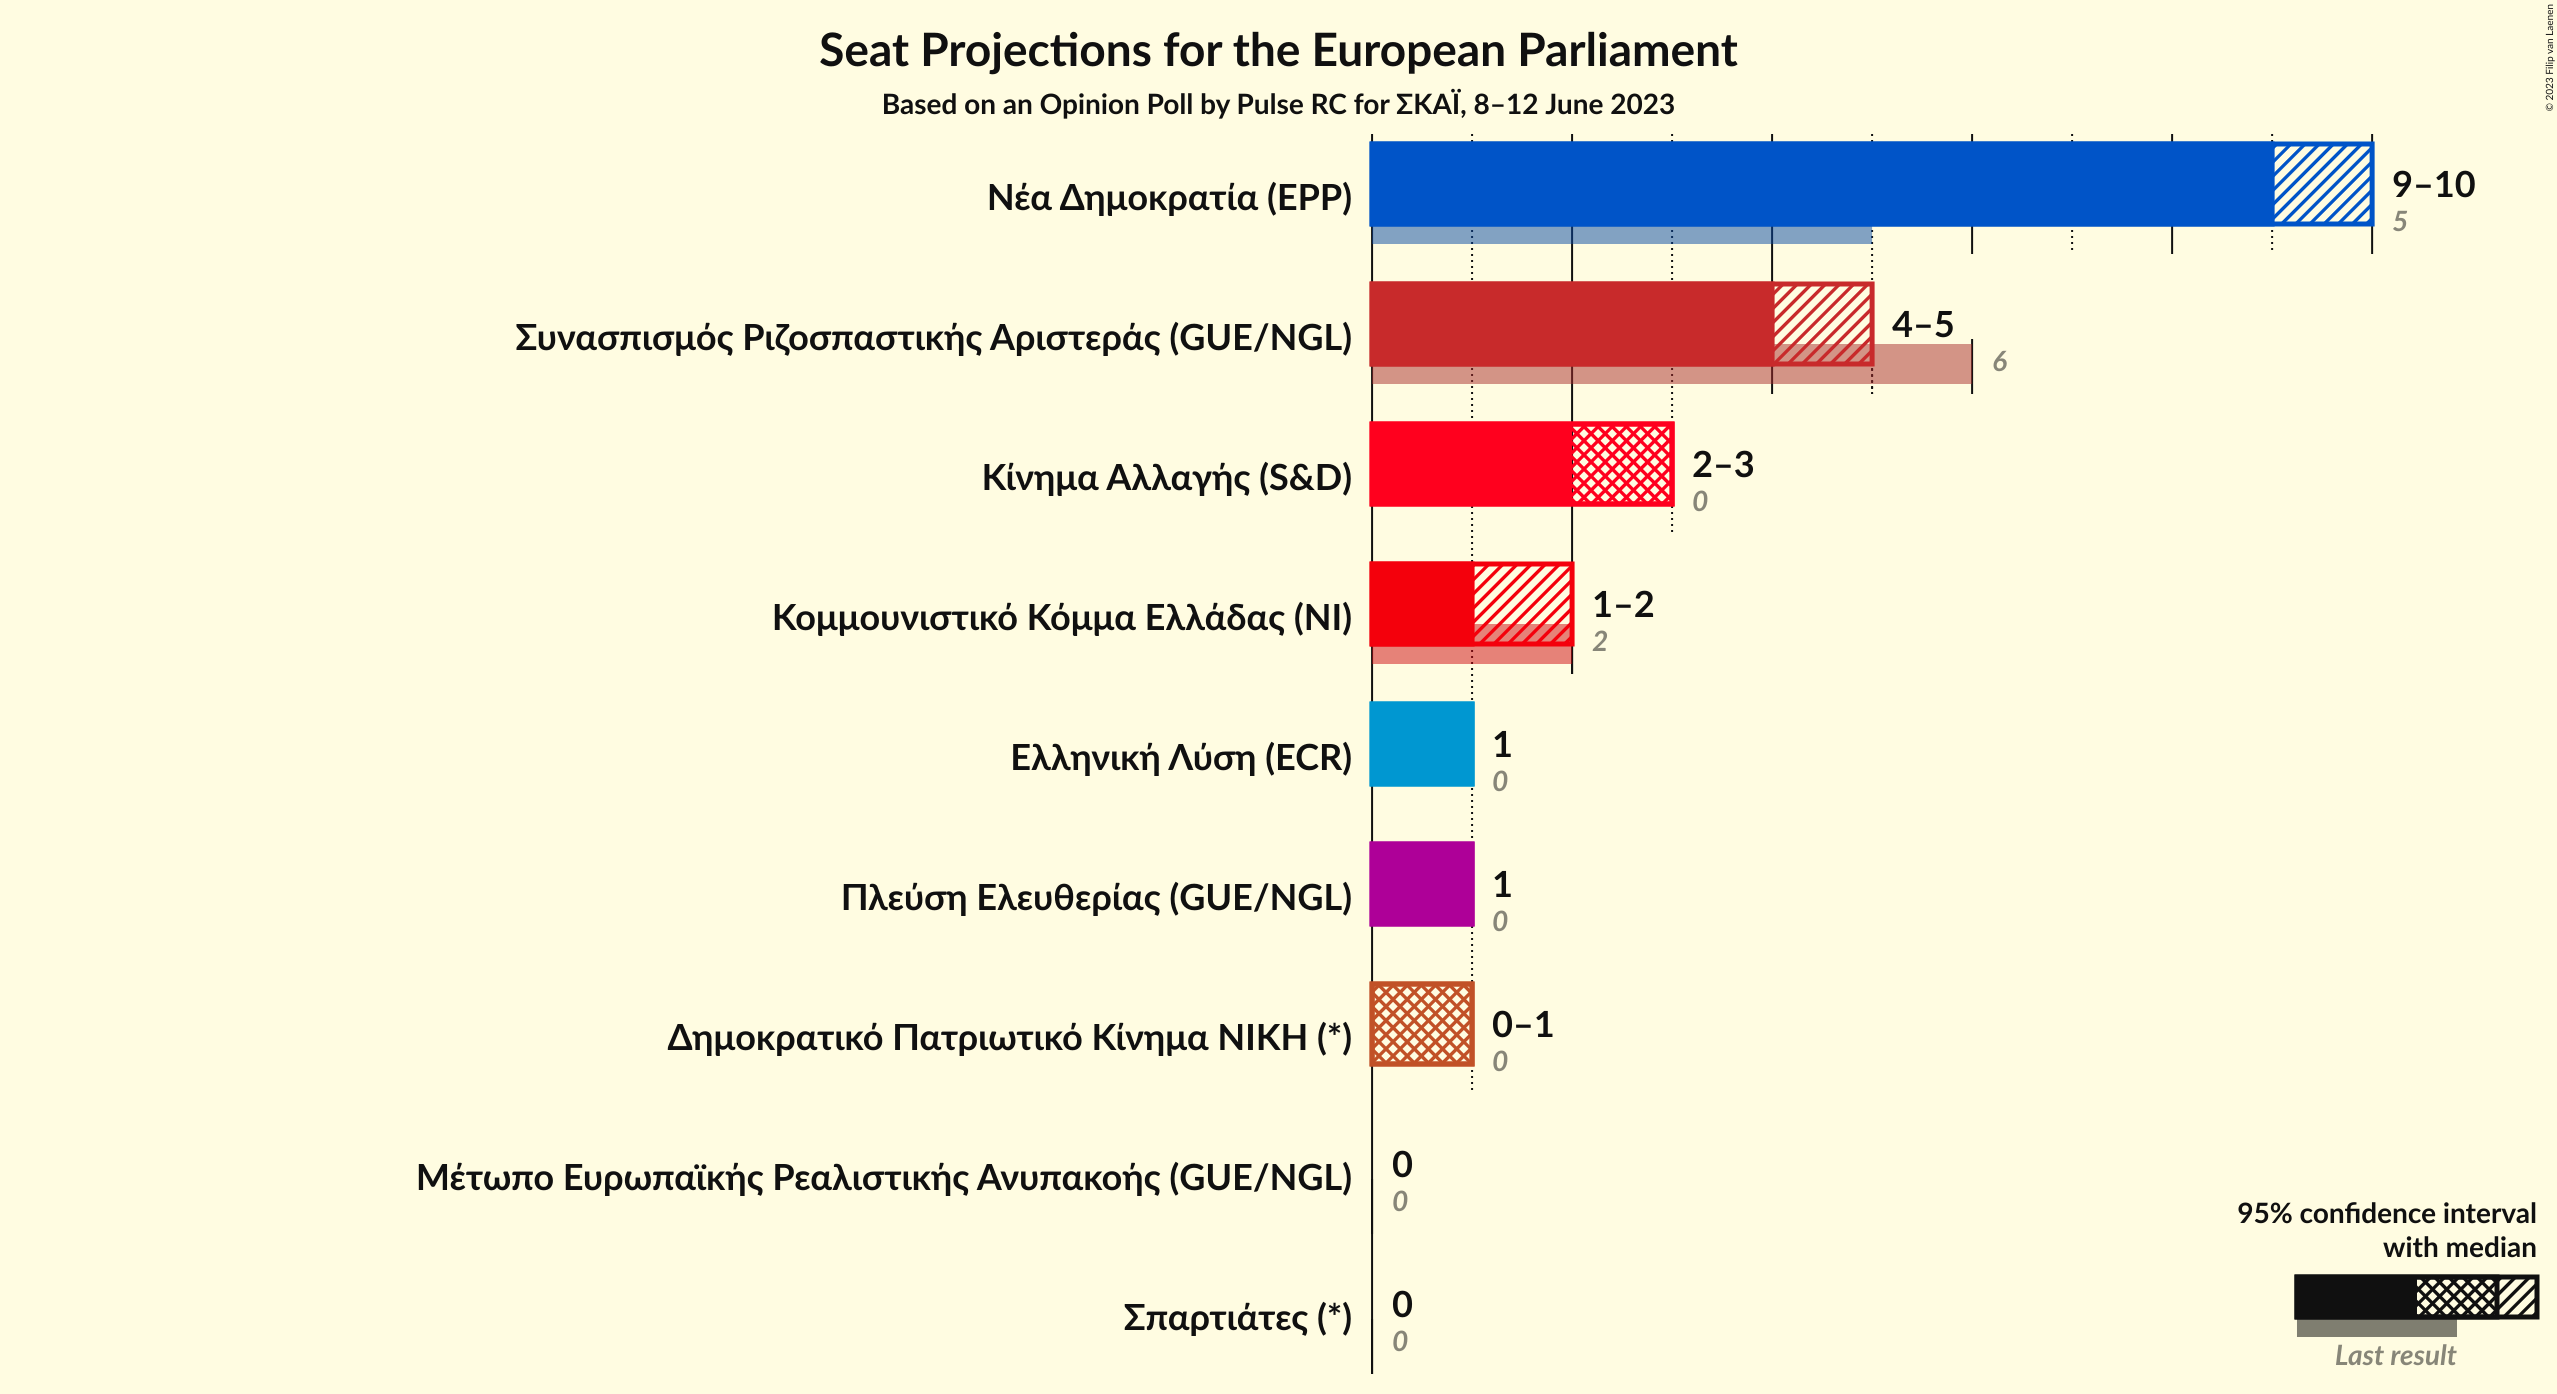 Seat Projections for the European Parliament
Based on an Opinion Poll by Pulse RC for ΣΚΑΪ, 8–12 June 2023
© 2023 Filip van Laenen
Νέα Δημοκρατία (EPP)
9–10
5
Συνασπισμός Ριζοσπαστικής Αριστεράς (GUE/NGL)
4–5
6
Κίνημα Αλλαγής (S&D)
2–3
0
Κομμουνιστικό Κόμμα Ελλάδας (NI)
1–2
2
Ελληνική Λύση (ECR)
1
0
Πλεύση Ελευθερίας (GUE/NGL)
1
0
Δημοκρατικό Πατριωτικό Κίνημα ΝΙΚΗ (*)
0–1
0
Μέτωπο Ευρωπαϊκής Ρεαλιστικής Ανυπακοής (GUE/NGL)
0
0
Σπαρτιάτες (*)
0
0
95% confidence interval
with median
Last result